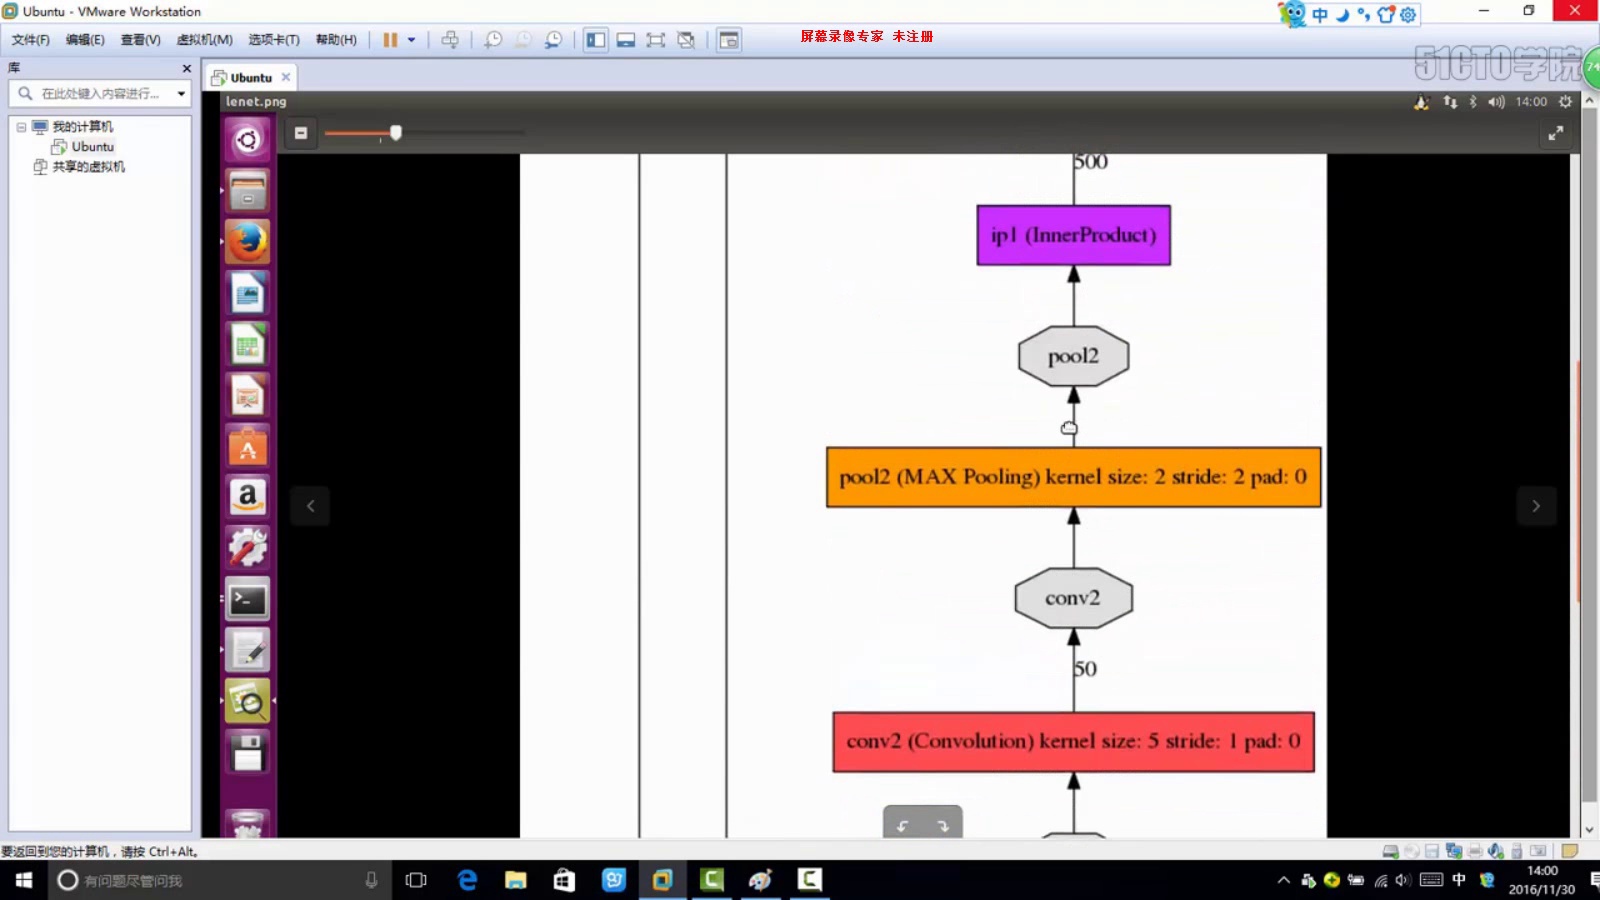 Ubuntu - VMware Workstation
中
文件(F) 编辑(E) 查看(V) 虚拟机(M) 选项卡(T) 帮助(H)
屏幕录像专家 未注册
51CTO学院
74
库
Ubuntu
在此处键入内容进行...
lenet.png
14:00
我的计算机
Ubuntu
共享的虚拟机
500
ip1 (InnerProduct)
pool2
pool2 (MAX Pooling) kernel size: 2 stride: 2 pad: 0
conv2
50
conv2 (Convolution) kernel size: 5 stride: 1 pad: 0
要返回到您的计算机，请按 Ctrl+Alt。
有问题尽管问我
中
14:00
2016/11/30